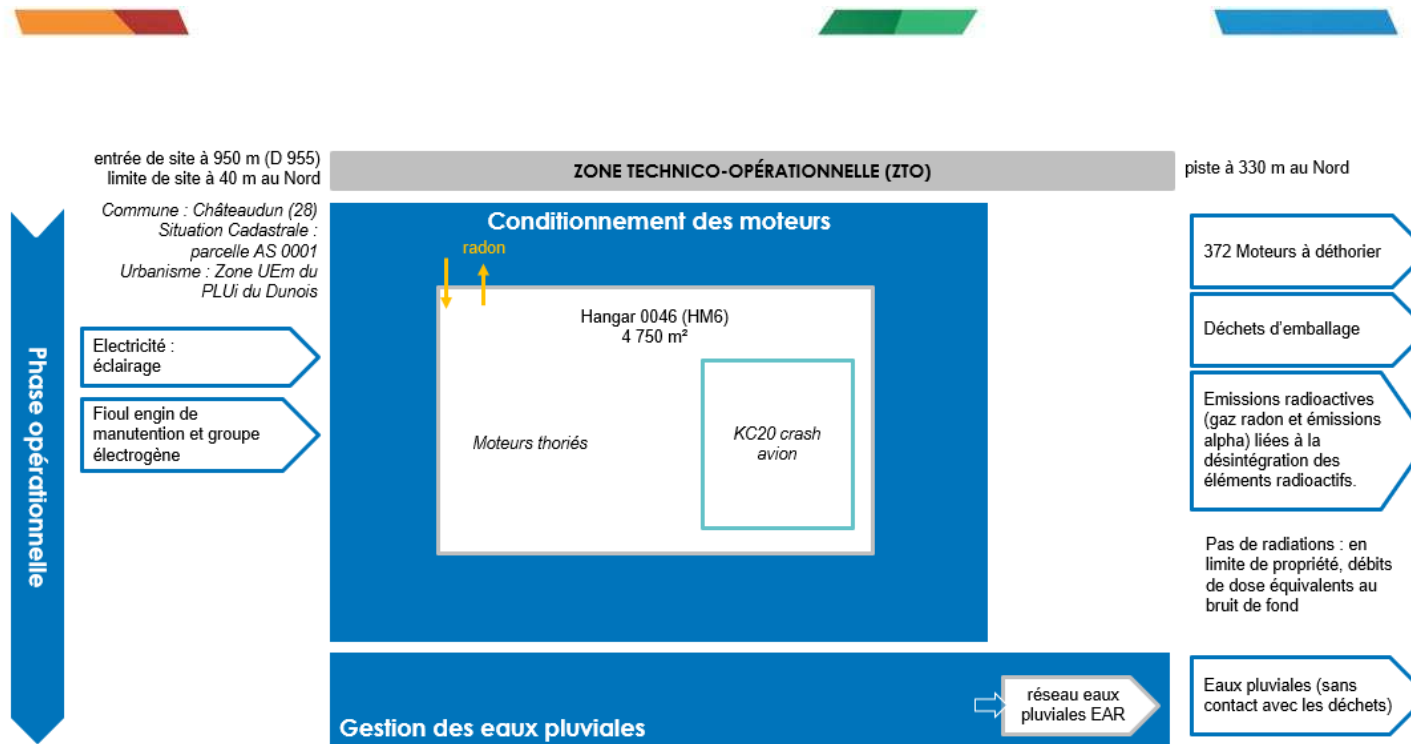 entrée de site à 950 m (D 955)
limite de site à 40 m au Nord
ZONE TECHNICO-OPÉRATIONNELLE (ZTO)
piste à 330 m au Nord
Commune : Châteaudun (28)
Situation Cadastrale :
parcelle AS 0001
Urbanisme : Zone UEm du
PLUi du Dunois
Phase opérationnelle
Electricité :
éclairage
Fioul engin de
manutention et groupe
électrogène
Conditionnement des moteurs
radon
Hangar 0046 (HM6)
4 750 m²
Moteurs thoriés
KC20 crash
avion
372 Moteurs à déthorier
Déchets d'emballage
Emissions radioactives
(gaz radon et émissions
alpha) liées à la
désintégration des
éléments radioactifs.
Pas de radiations : en
limite de propriété, débits
de dose équivalents au
bruit de fond
Gestion des eaux pluviales
réseau eaux
pluviales EAR
Eaux pluviales (sans
contact avec les déchets)